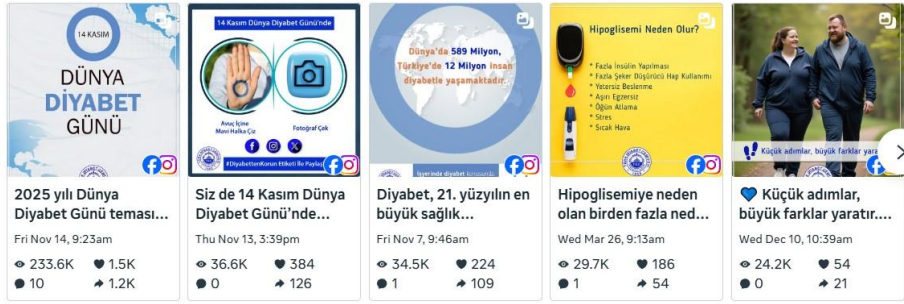 14 KASIM
DÜNYA
DİYABET
GÜNÜ
2025 yılı Dünya
Diyabet Günü teması...
Fri Nov 14, 9:23am
233.6K 1.5K
10 1.2K
14 Kasım Dünya Diyabet Günü'nde
Avuç İçine
Mavi Halka Çiz
Fotoğraf Çek
#DiyabettenKorun Etiketi İle Paylaş
Siz de 14 Kasım Dünya
Diyabet Günü'nde...
Thu Nov 13, 3:39pm
36.6K 384
0 126
Dünya'da 589 Milyon,
Türkiye'de 12 Milyon insan
diyabetle yaşamaktadır.
İşyerinde diyabet konusunda
Diyabet, 21. yüzyılın en
büyük sağlık...
Fri Nov 7, 9:46am
34.5K 224
1 109
Hipoglisemi Neden Olur?
* Fazla İnsülin Yapılması
* Fazla Şeker Düşürücü Hap Kullanımı
* Yetersiz Beslenme
* Aşırı Egzersiz
* Öğün Atlama
* Stres
* Sıcak Hava
Hipoglisemiye neden
olan birden fazla ned...
Wed Mar 26, 9:13am
29.7K 186
1 54
Küçük adımlar, büyük farklar yara
💙 Küçük adımlar,
büyük farklar yaratır....
Wed Dec 10, 10:39am
24.2K 54
0 21